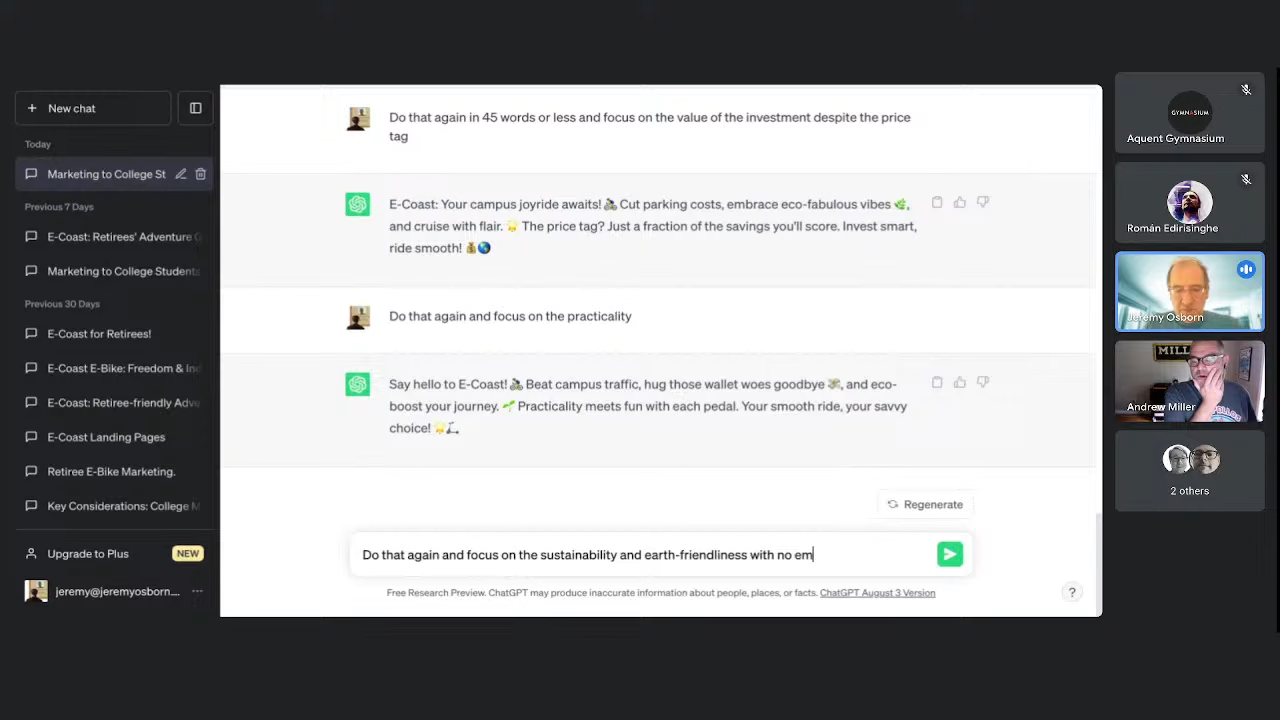 New chat
Today
Marketing to College St
Previous 7 Days
E-Coast: Retirees' Adventure G
Marketing to College Students
Previous 30 Days
E-Coast for Retirees!
E-Coast E-Bike: Freedom & Ind
E-Coast: Retiree-friendly Adve
E-Coast Landing Pages
Retiree E-Bike Marketing.
Key Considerations: College M
Upgrade to Plus
NEW
jeremy@jeremyosborn....
Do that again in 45 words or less and focus on the value of the investment despite the price
tag
E-Coast: Your campus joyride awaits! 🚲 Cut parking costs, embrace eco-fabulous vibes 🌿,
and cruise with flair. 🌟 The price tag? Just a fraction of the savings you'll score. Invest smart,
ride smooth! 💰🌎
Do that again and focus on the practicality
Say hello to E-Coast! 🚲 Beat campus traffic, hug those wallet woes goodbye 💸, and eco-
boost your journey. 🌱 Practicality meets fun with each pedal. Your smooth ride, your savvy
choice! 🌟🛴
Regenerate
Do that again and focus on the sustainability and earth-friendliness with no em
Free Research Preview. ChatGPT may produce inaccurate information about people, places, or facts. ChatGPT August 3 Version
?
GYMNASIUM
Aquent Gymnasium
Román Edirisinghe
Jeremy Osborn
MILL
Andrew Miller
2 others